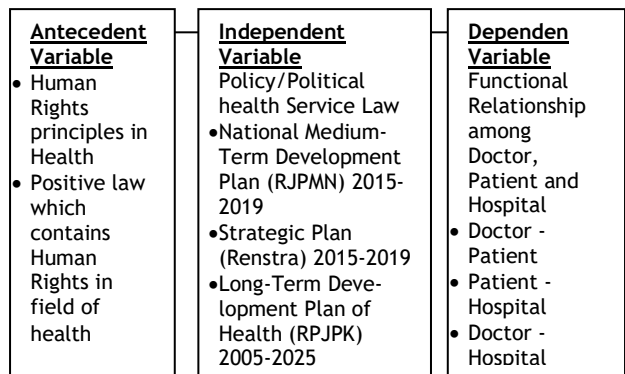 Antecedent
Variable
• Human
Rights
principles in
Health
• Positive law
which
contains
Human
Rights in
field of
health
Independent
Variable
Policy/Political
health Service Law
•National Medium-
Term Development
Plan (RJPMN) 2015-
2019
•Strategic Plan
(Renstra) 2015-2019
•Long-Term Deve-
lopment Plan of
Health (RPJPK)
2005-2025
Dependen
Variable
Functional
Relationship
among
Doctor,
Patient and
Hospital
• Doctor -
Patient
• Patient -
Hospital
• Doctor -
Hospital